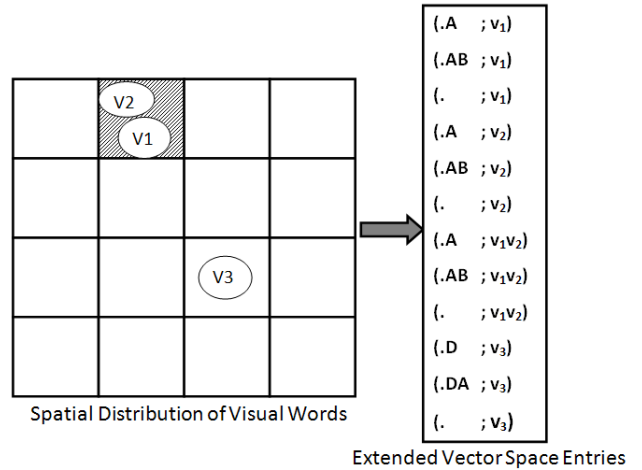 V2
V1
V3
Spatial Distribution of Visual Words
(.A ; v₁)
(.AB ; v₁)
(. ; v₁)
(.A ; v₂)
(.AB ; v₂)
(. ; v₂)
(.A ; v₁v₂)
(.AB ; v₁v₂)
(. ; v₁v₂)
(.D ; v₃)
(.DA ; v₃)
(. ; v₃)
Extended Vector Space Entries